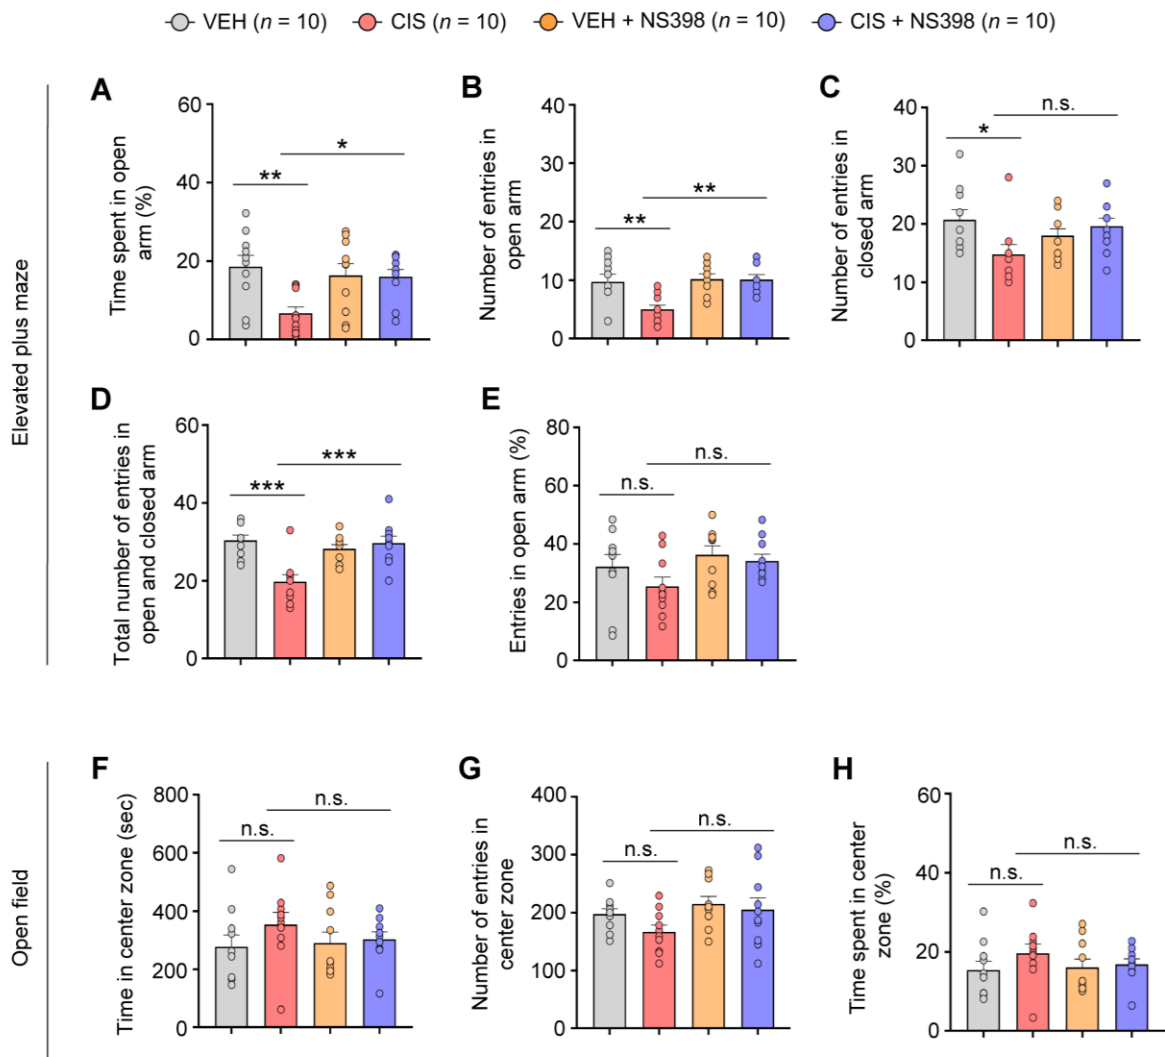 VEH (n = 10) CIS (n = 10) VEH + NS398 (n = 10) CIS + NS398 (n = 10)
Elevated plus maze
A
Time spent in open
arm (%)
60
40
20
0
**
*
B
Number of entries in
open arm
40
30
20
10
0
**
**
C
Number of entries in
closed arm
40
30
20
10
0
*
n.s.
D
Total number of entries in
open and closed arm
60
40
20
0
***
***
E
Entries in open arm (%)
80
60
40
20
0
n.s.
n.s.
Open field
F
Time in center zone (sec)
800
600
400
200
0
n.s.
n.s.
G
Number of entries in
center zone
400
300
200
100
0
n.s.
n.s.
H
Time spent in center
zone (%)
60
40
20
0
n.s.
n.s.